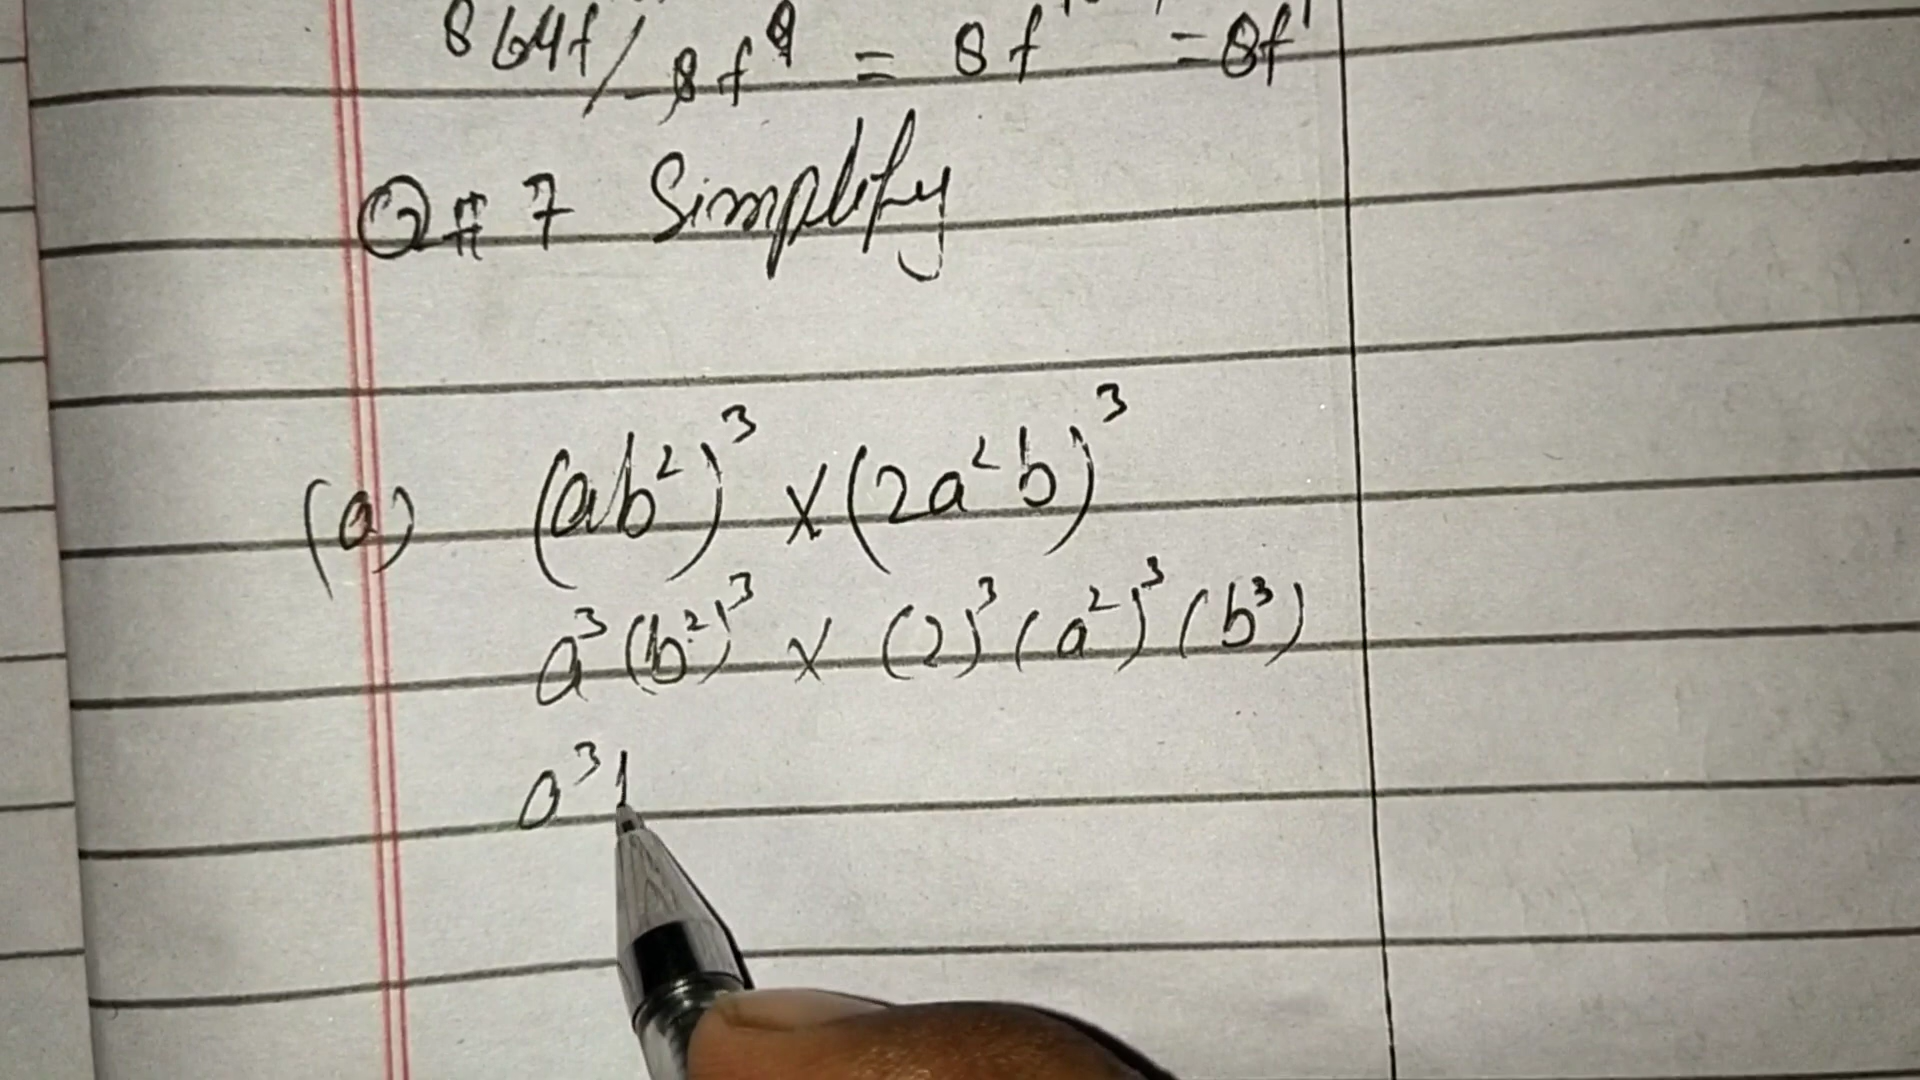 864f / -8f⁹ = 8f = 8f¹
Q# 7 Simplify
(a) (ab²)³ × (2a²b)³
a³(b²)³ × (2)³(a²)³(b³)
a³